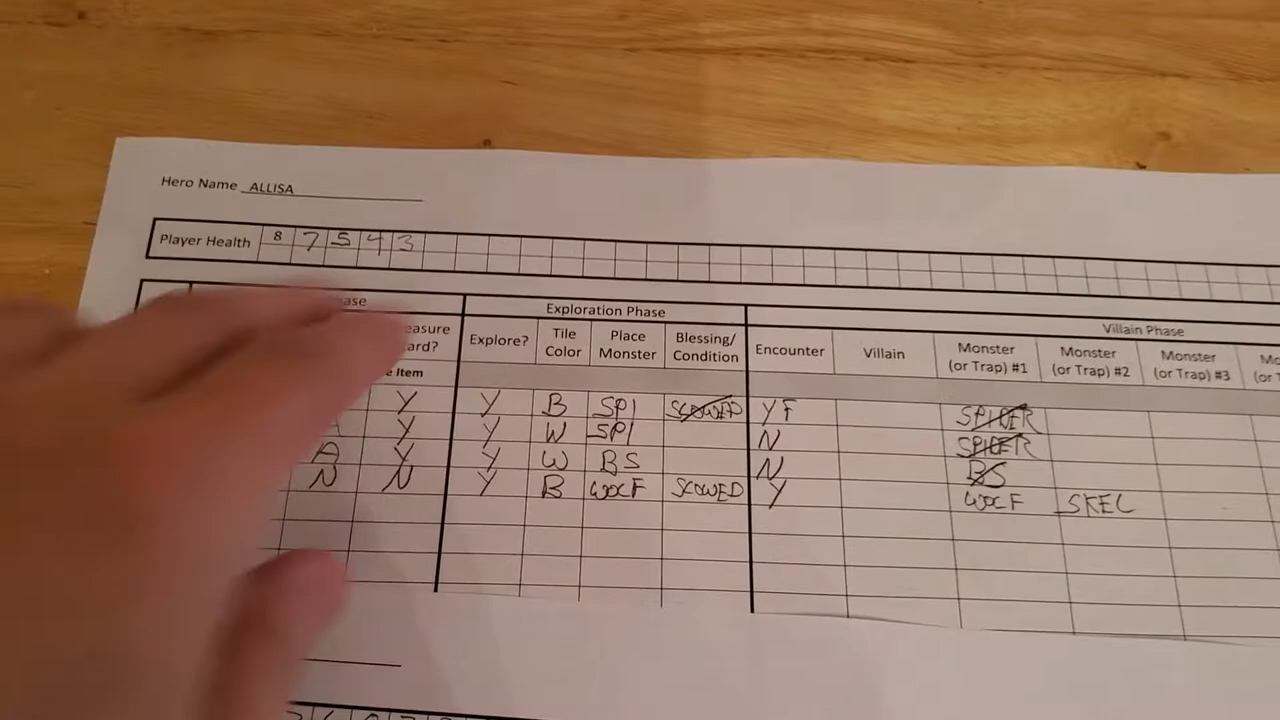 Hero Name ALLISA
Player Health 8 7 5 4 3
Exploration Phase
Villain Phase
Explore? Tile Color Place Monster Blessing/ Condition Encounter Villain Monster (or Trap) #1 Monster (or Trap) #2 Monster (or Trap) #3
Item
Y Y B SPI SLOWED Y F SPIDER
Y Y W SPI N SPIDER
A Y Y W BS N BS
N N Y B WOLF SLOWED Y WOLF SKEL